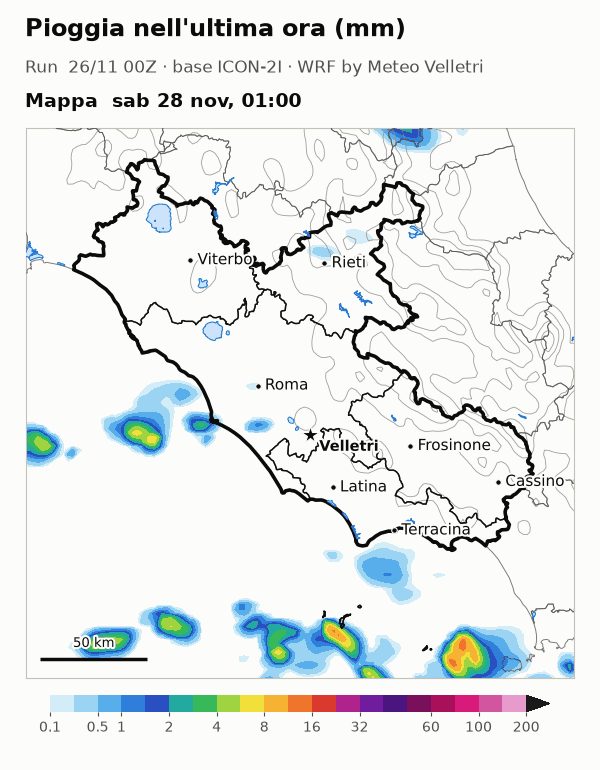 Pioggia nell'ultima ora (mm)
Run  26/11 00Z · base ICON-2I · WRF by Meteo Velletri
Mappa  sab 28 nov, 01:00
Viterbo
Rieti
Roma
Velletri
Frosinone
Cassino
Latina
Terracina
50 km
0.1 0.5 1 2 4 8 16 32 60 100 200